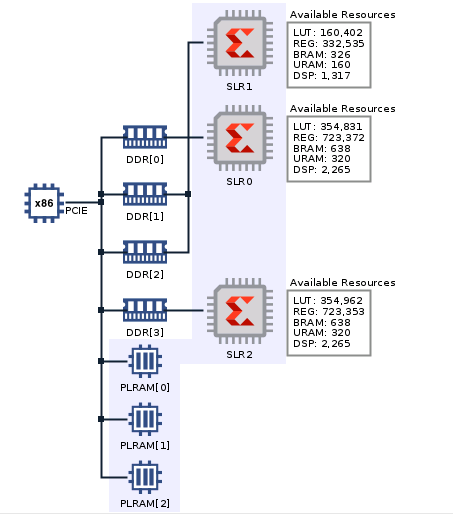 Available Resources
LUT: 160,402
REG: 332,535
BRAM: 326
URAM: 160
DSP: 1,317
SLR1
Available Resources
LUT: 354,831
REG: 723,372
BRAM: 638
URAM: 320
DSP: 2,265
SLR0
DDR[0]
x86
PCIE
DDR[1]
DDR[2]
Available Resources
LUT: 354,962
REG: 723,353
BRAM: 638
URAM: 320
DSP: 2,265
DDR[3]
SLR2
PLRAM[0]
PLRAM[1]
PLRAM[2]